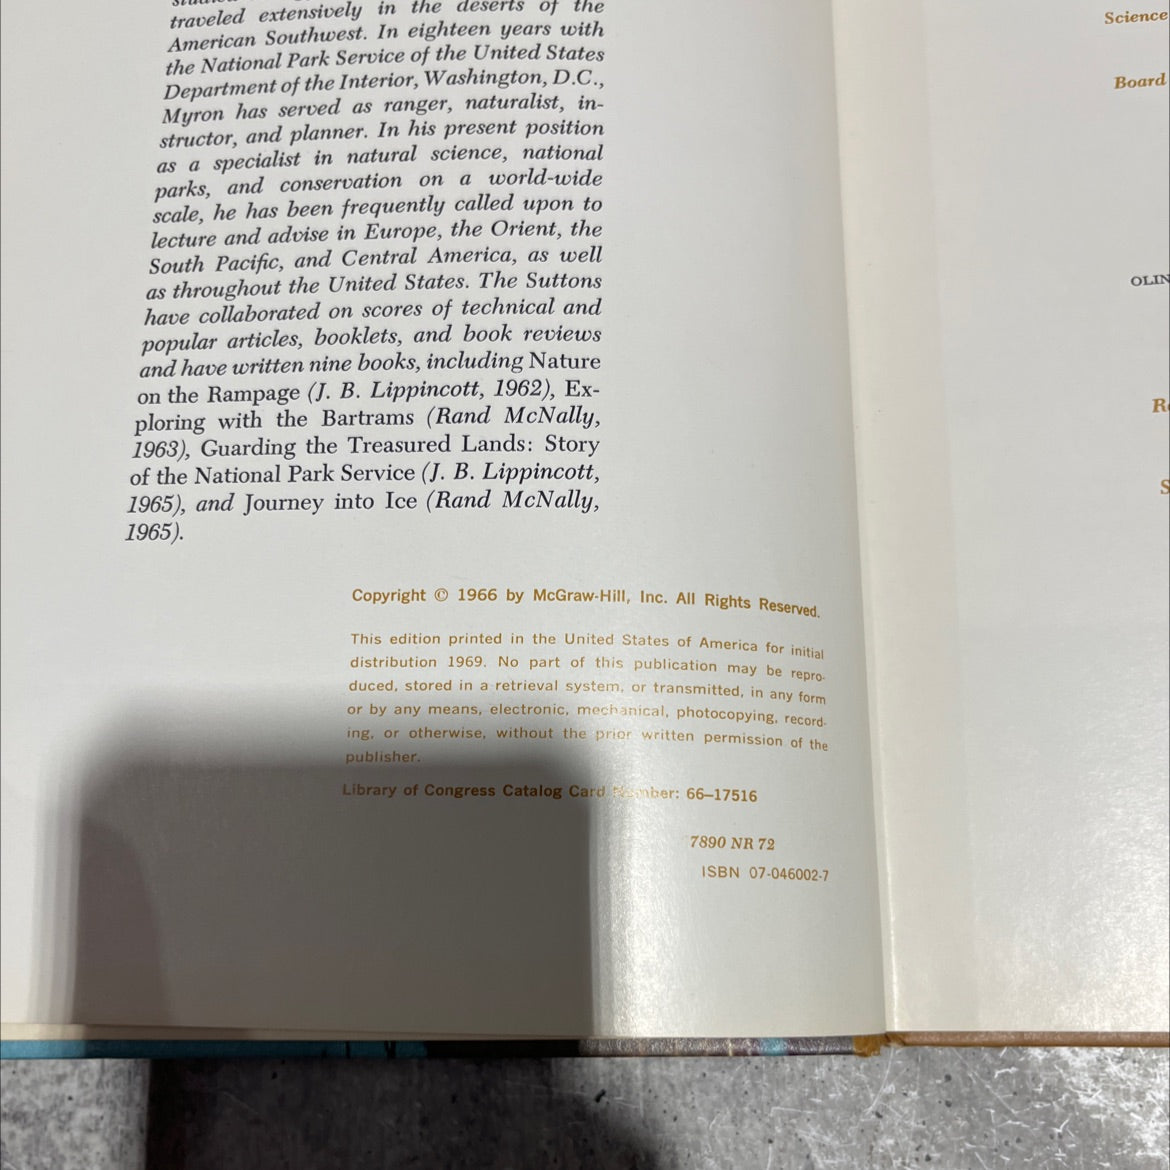 traveled extensively in the deserts of the
American Southwest. In eighteen years with
the National Park Service of the United States
Department of the Interior, Washington, D.C.,
Myron has served as ranger, naturalist, in-
structor, and planner. In his present position
as a specialist in natural science, national
parks, and conservation on a world-wide
scale, he has been frequently called upon to
lecture and advise in Europe, the Orient, the
South Pacific, and Central America, as well
as throughout the United States. The Suttons
have collaborated on scores of technical and
popular articles, booklets, and book reviews
and have written nine books, including Nature
on the Rampage (J. B. Lippincott, 1962), Ex-
ploring with the Bartrams (Rand McNally,
1963), Guarding the Treasured Lands: Story
of the National Park Service (J. B. Lippincott,
1965), and Journey into Ice (Rand McNally,
1965).
Copyright © 1966 by McGraw-Hill, Inc. All Rights Reserved.
This edition printed in the United States of America for initial
distribution 1969. No part of this publication may be repro-
duced, stored in a retrieval system, or transmitted, in any form
or by any means, electronic, mechanical, photocopying, record-
ing, or otherwise, without the prior written permission of the
publisher.
Library of Congress Catalog Card Number: 66–17516
7890 NR 72
ISBN 07-046002-7
Science
Board
OLIN
R
S